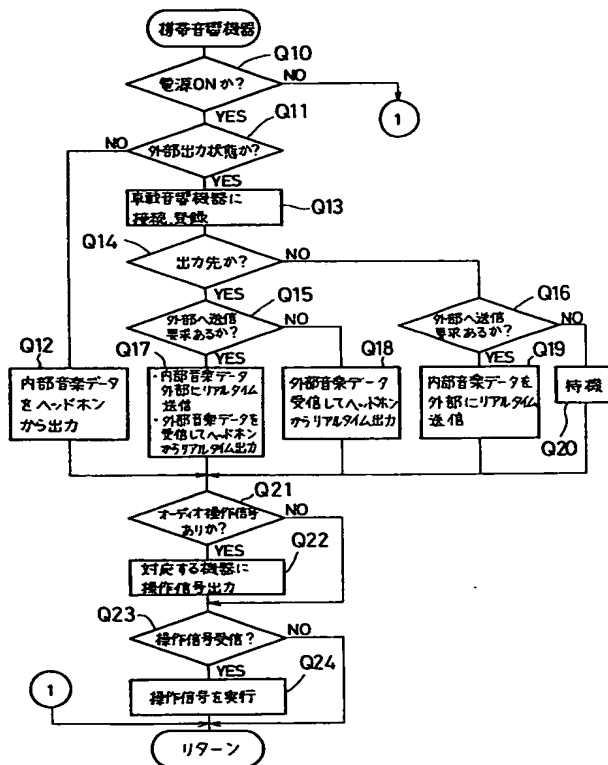 携帯音響機器
Q10
電源ONか?
NO
YES
1
Q11
NO
外部出力状態か?
YES
車載音響機器に
接続、登録
Q13
Q14
出力先か?
NO
YES
Q15
外部へ送信
要求あるか?
NO
YES
Q16
外部へ送信
要求あるか?
NO
YES
Q12
内部音楽データ
をヘッドホン
から出力
Q17
・内部音楽データ
外部にリアルタイム
送信
・外部音楽データを
受信してヘッドホン
からリアルタイム出力
Q18
外部音楽データ
受信してヘッドホンか
らリアルタイム出力
Q19
内部音楽データを
外部にリアルタイム
送信
待機
Q20
Q21
オーディオ操作信号
ありか?
NO
YES
Q22
対応する機器に
操作信号出力
Q23
操作信号受信?
NO
YES
Q24
1
操作信号を実行
リターン